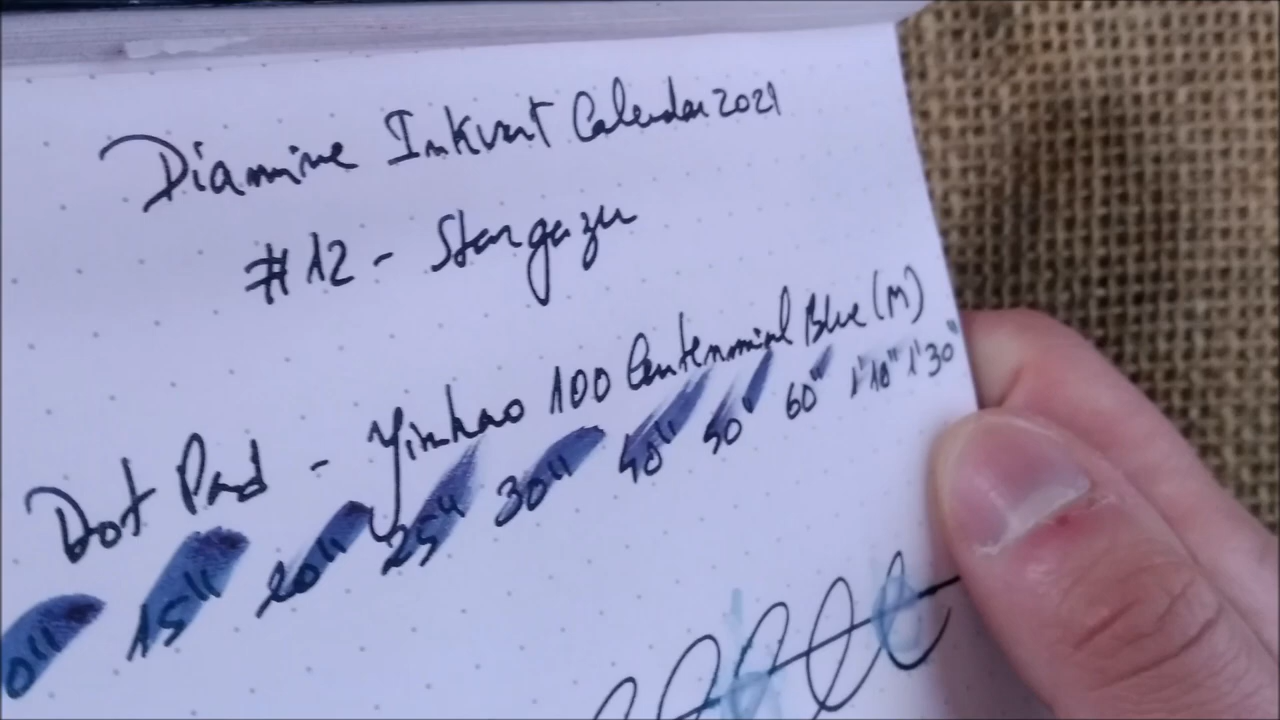 Diamine Inkvent Calendar 2021
#12 - Stargazer
Dot Pad - Yinhao 100 Centennial Blue (M)
0" 15" 20" 25" 30" 40" 50" 60" 1'10" 1'30"